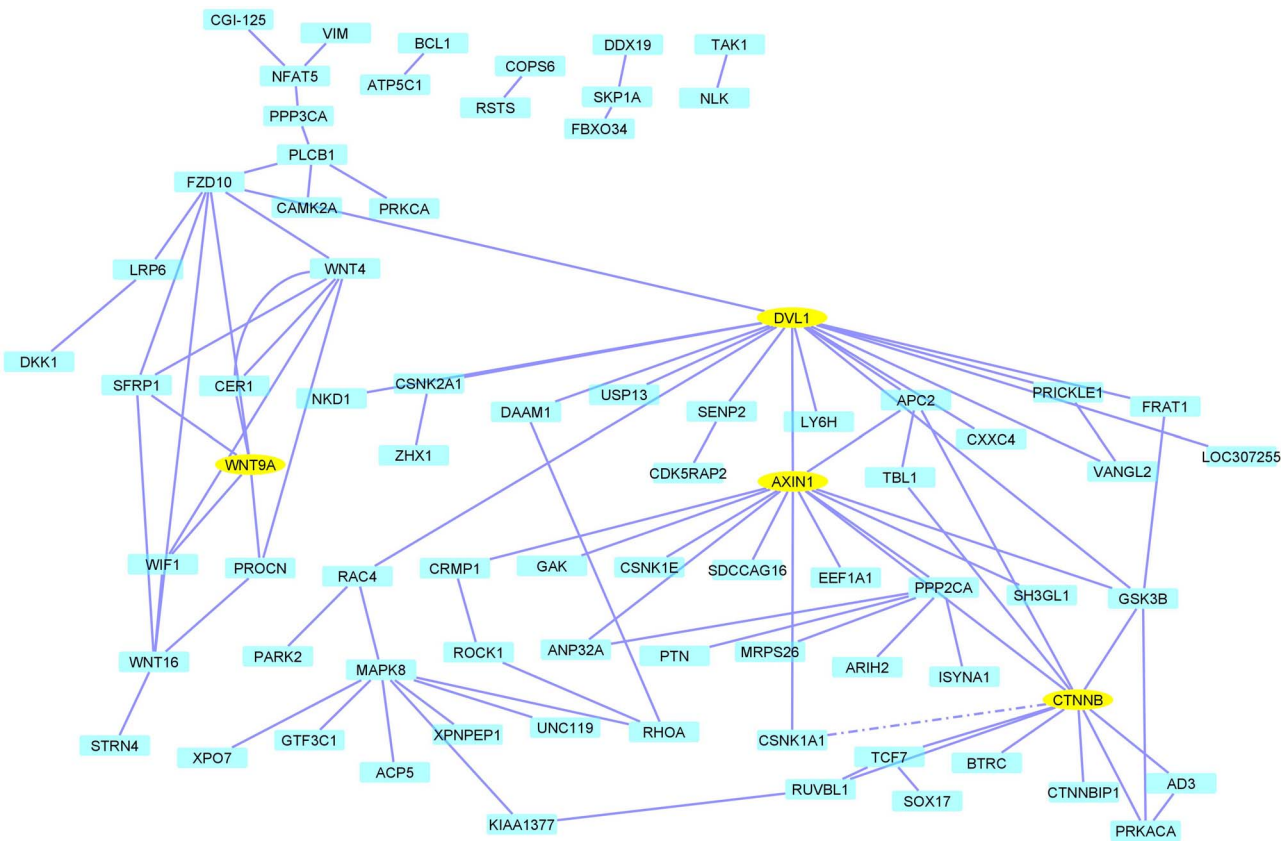 CGI-125
VIM
BCL1
DDX19
TAK1
NFAT5
ATP5C1
COPS6
RSTS
SKP1A
NLK
PPP3CA
FBXO34
PLCB1
FZD10
CAMK2A
PRKCA
LRP6
WNT4
DVL1
DKK1
SFRP1
CER1
NKD1
CSNK2A1
DAAM1
USP13
SENP2
LY6H
APC2
PRICKLE1
FRAT1
CXXC4
ZHX1
WNT9A
CDK5RAP2
AXIN1
TBL1
VANGL2
LOC307255
WIF1
PROCN
RAC4
CRMP1
GAK
CSNK1E
SDCCAG16
EEF1A1
PPP2CA
SH3GL1
GSK3B
WNT16
PARK2
MAPK8
ROCK1
ANP32A
PTN
MRPS26
ARIH2
ISYNA1
CTNNB
STRN4
XPO7
GTF3C1
ACP5
XPNPEP1
UNC119
RHOA
CSNK1A1
TCF7
BTRC
RUVBL1
SOX17
CTNNBIP1
AD3
KIAA1377
PRKACA